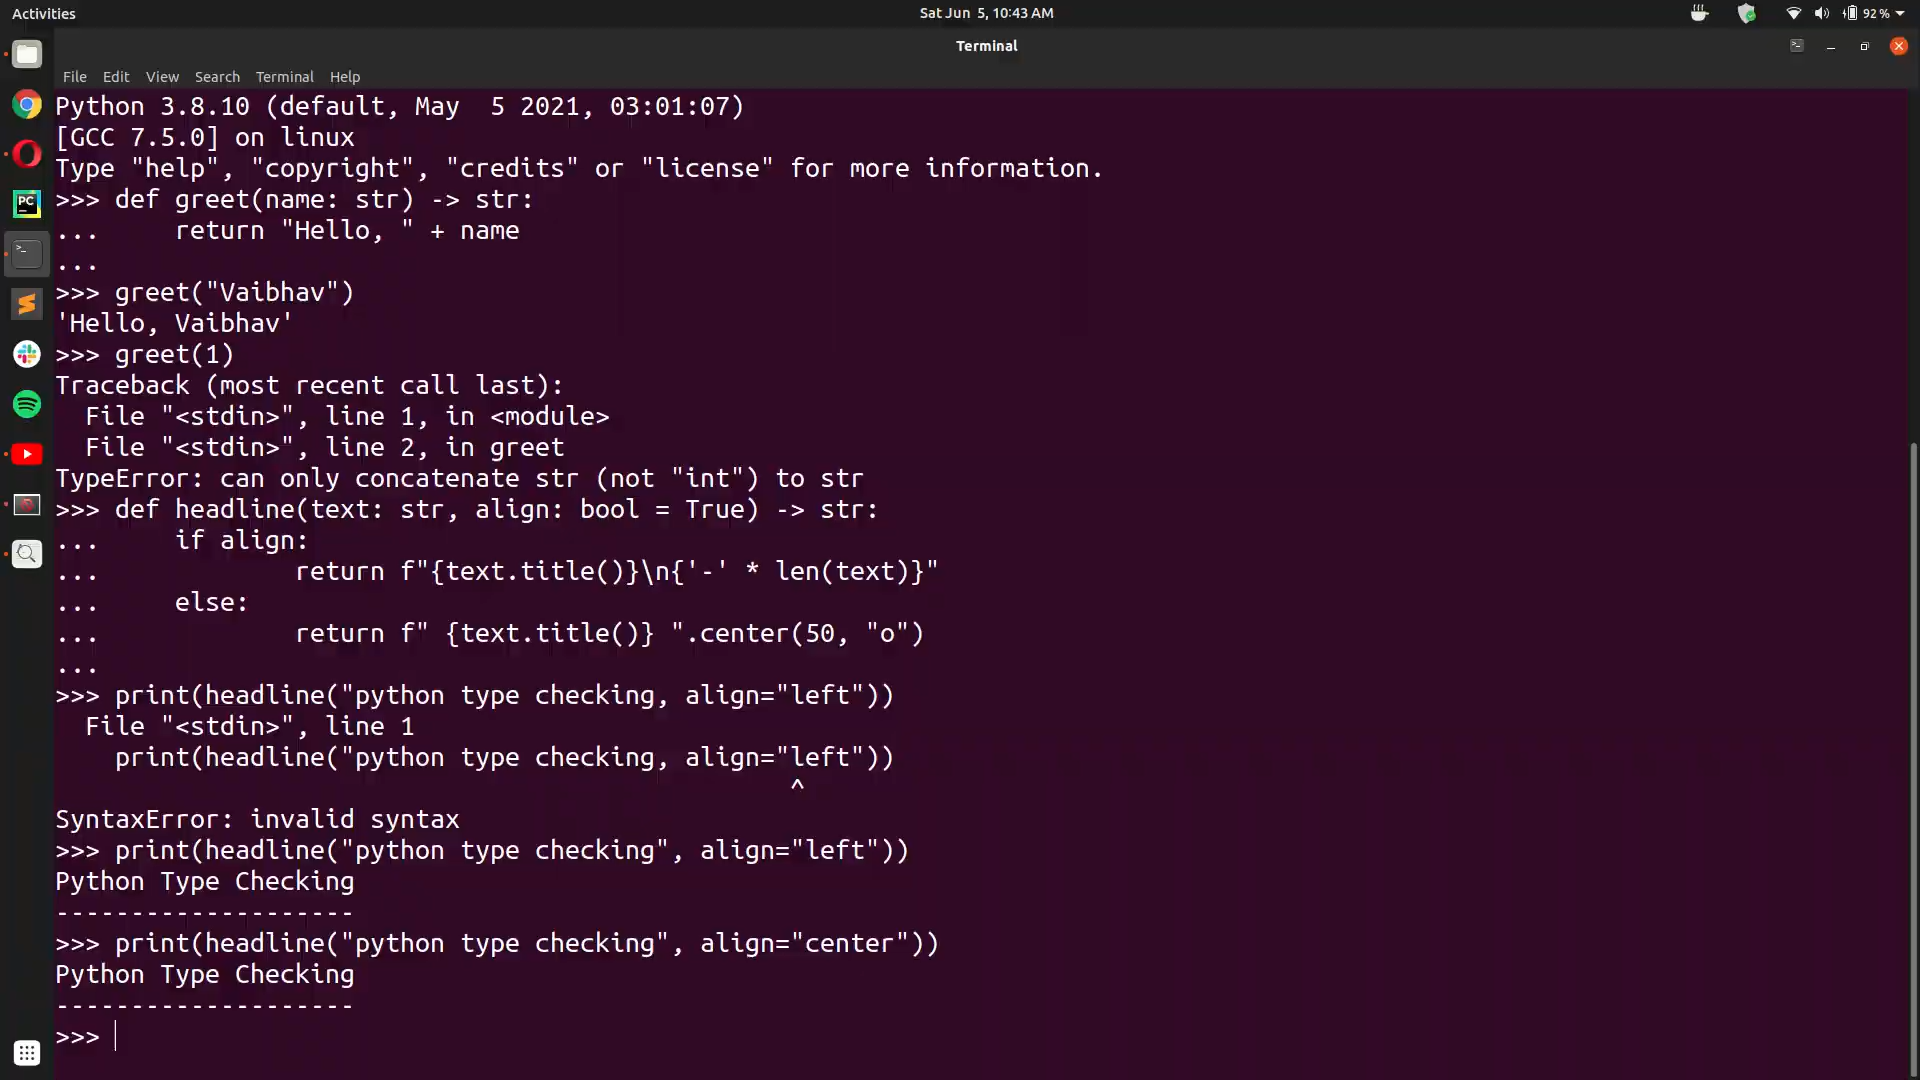 Activities
Sat Jun 5, 10:43 AM
92 %
Terminal
File Edit View Search Terminal Help
Python 3.8.10 (default, May  5 2021, 03:01:07)
[GCC 7.5.0] on linux
Type "help", "copyright", "credits" or "license" for more information.
>>> def greet(name: str) -> str:
...     return "Hello, " + name
...
>>> greet("Vaibhav")
'Hello, Vaibhav'
>>> greet(1)
Traceback (most recent call last):
  File "<stdin>", line 1, in <module>
  File "<stdin>", line 2, in greet
TypeError: can only concatenate str (not "int") to str
>>> def headline(text: str, align: bool = True) -> str:
...     if align:
...             return f"{text.title()}\n{'-' * len(text)}"
...     else:
...             return f" {text.title()} ".center(50, "o")
...
>>> print(headline("python type checking, align="left"))
  File "<stdin>", line 1
    print(headline("python type checking, align="left"))
                                                 ^
SyntaxError: invalid syntax
>>> print(headline("python type checking", align="left"))
Python Type Checking
--------------------
>>> print(headline("python type checking", align="center"))
Python Type Checking
--------------------
>>>
PC